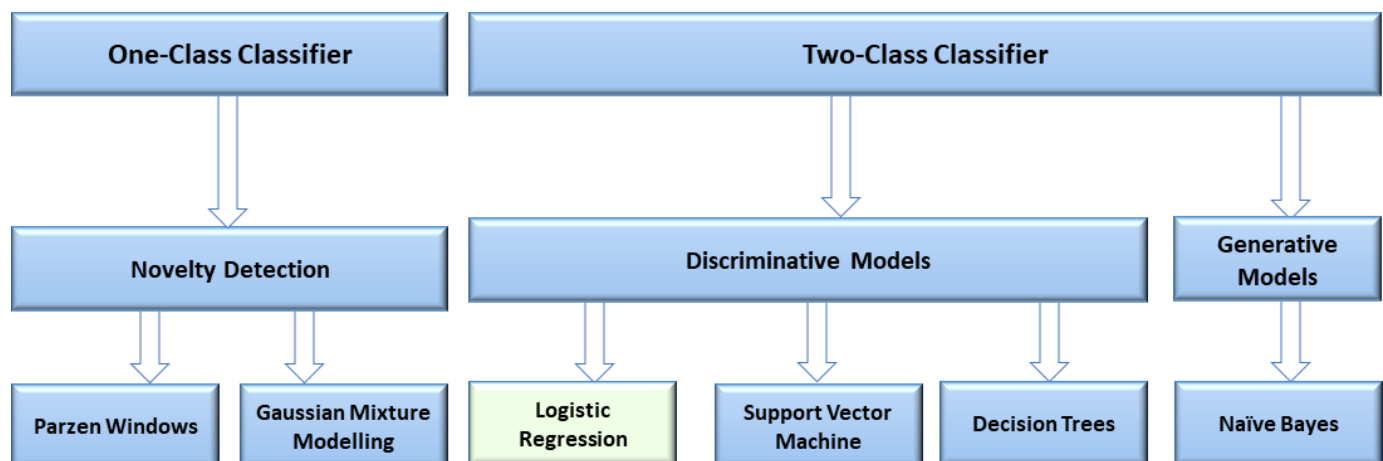 One-Class Classifier
Two-Class Classifier
Novelty Detection
Discriminative Models
Generative
Models
Parzen Windows
Gaussian Mixture
Modelling
Logistic
Regression
Support Vector
Machine
Decision Trees
Naïve Bayes